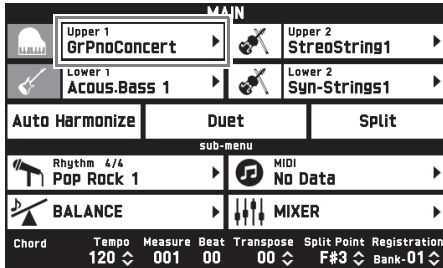 MAIN
Upper 1
GrPnoConcert
Upper 2
StreoString1
Lower 1
Acous.Bass 1
Lower 2
Syn-Strings1
Auto Harmonize Duet Split
sub-menu
Rhythm 4/4
Pop Rock 1
MIDI
No Data
BALANCE MIXER
Chord Tempo Measure Beat Transpose Split Point Registration
120 001 00 00 F#3 Bank-01